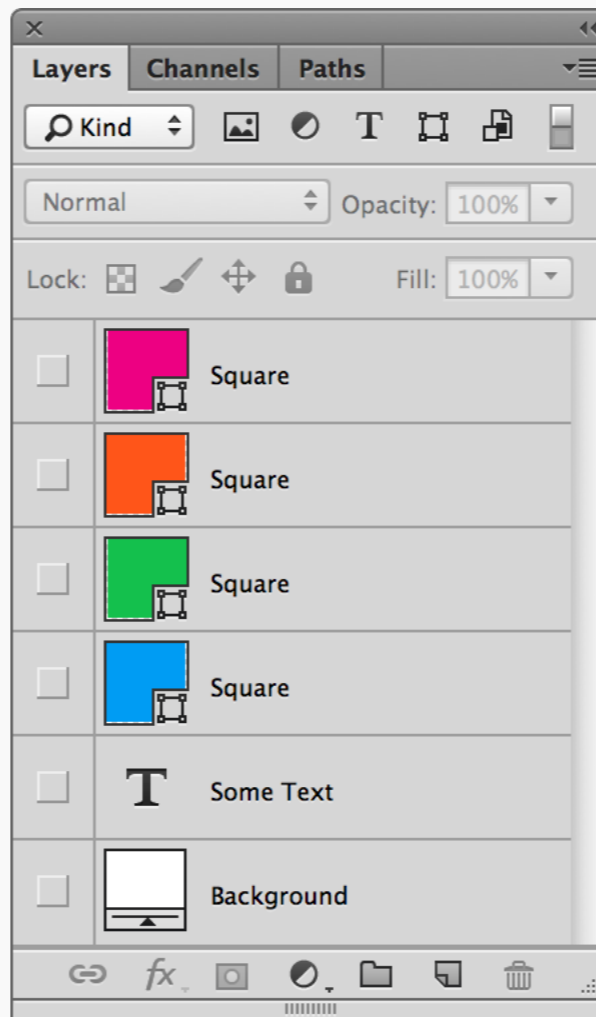 Layers Channels Paths
Kind T
Normal Opacity: 100%
Lock: Fill: 100%
Square
Square
Square
Square
T Some Text
Background
fx